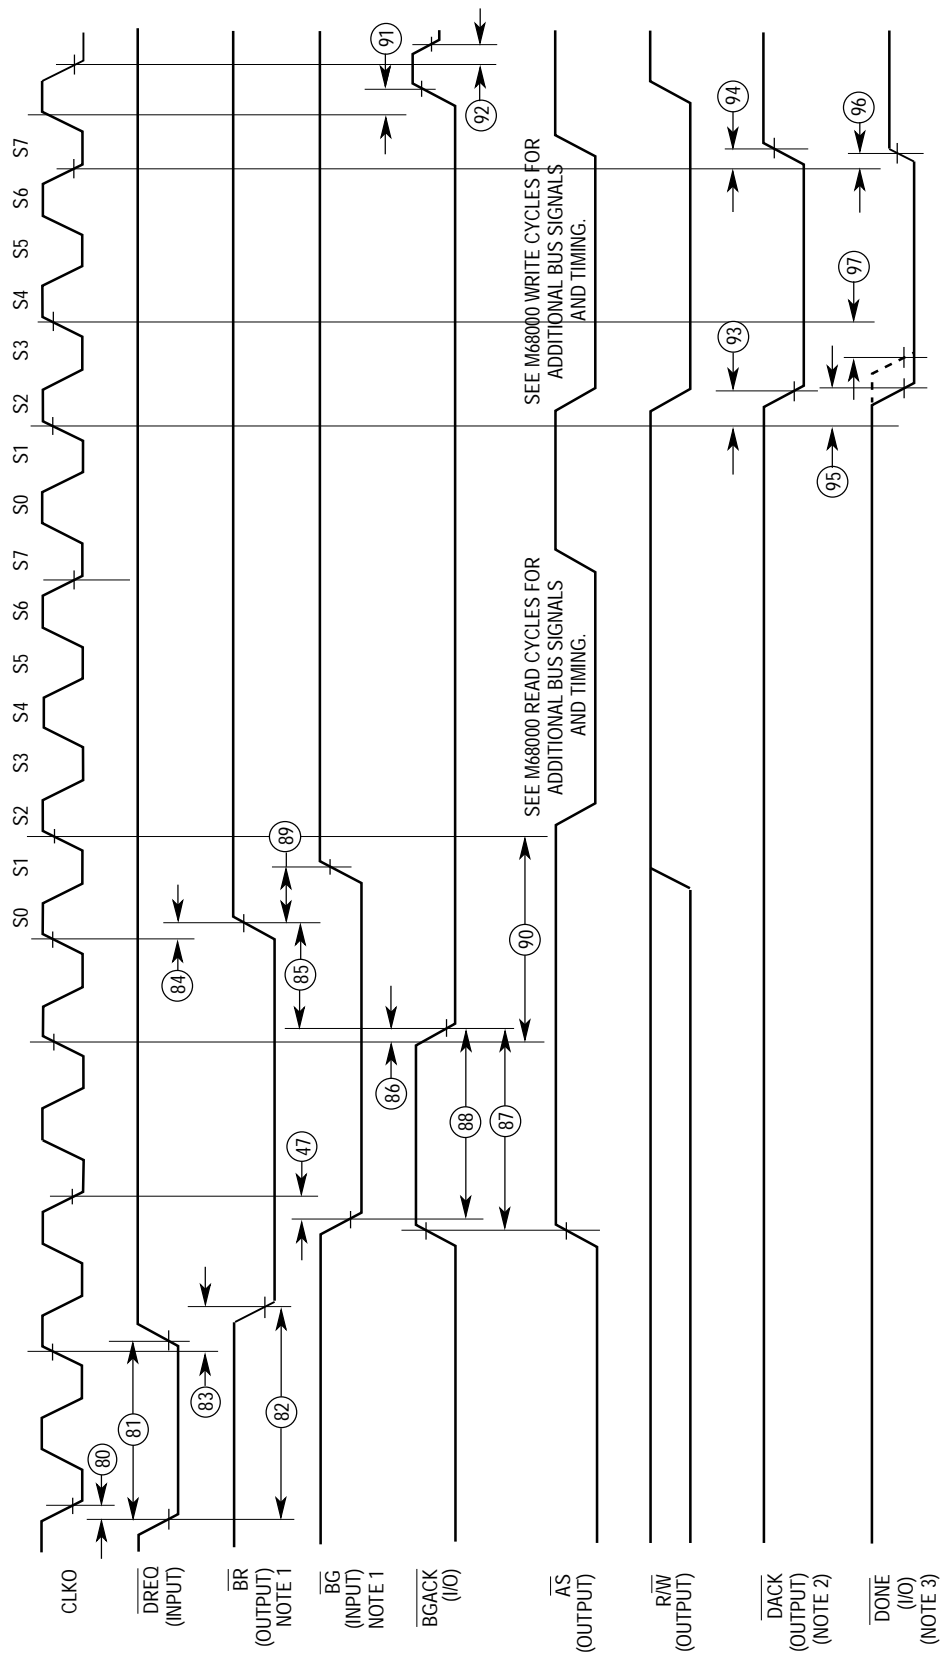 S0
S1
S2
S3
S4
S5
S6
S7
S0
S1
S2
S3
S4
S5
S6
S7
CLKO
80
DREQ
(INPUT)
81
84
BR
(OUTPUT)
NOTE 1
83
82
BG
(INPUT)
NOTE 1
47
85
89
BGACK
(I/O)
86
88
87
90
91
92
AS
(OUTPUT)
SEE M68000 READ CYCLES FOR
ADDITIONAL BUS SIGNALS
AND TIMING.
SEE M68000 WRITE CYCLES FOR
ADDITIONAL BUS SIGNALS
AND TIMING.
R/W
(OUTPUT)
DACK
(OUTPUT)
(NOTE 2)
93
94
DONE
(I/O)
(NOTE 3)
95
97
96